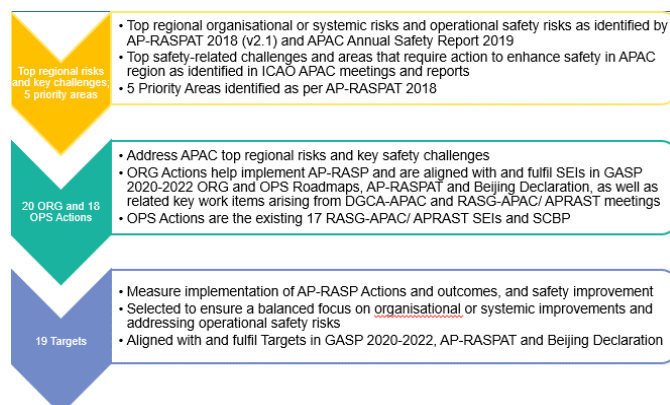 Top regional risks
and key challenges;
5 priority areas
• Top regional organisational or systemic risks and operational safety risks as identified by
AP-RASPAT 2018 (v2.1) and APAC Annual Safety Report 2019
• Top safety-related challenges and areas that require action to enhance safety in APAC
region as identified in ICAO APAC meetings and reports
• 5 Priority Areas identified as per AP-RASPAT 2018
20 ORG and 18
OPS Actions
• Address APAC top regional risks and key safety challenges
• ORG Actions help implement AP-RASP and are aligned with and fulfil SEIs in GASP
2020-2022 ORG and OPS Roadmaps, AP-RASPAT and Beijing Declaration, as well as
related key work items arising from DGCA-APAC and RASG-APAC/ APRAST meetings
• OPS Actions are the existing 17 RASG-APAC/ APRAST SEIs and SCBP
19 Targets
• Measure implementation of AP-RASP Actions and outcomes, and safety improvement
• Selected to ensure a balanced focus on organisational or systemic improvements and
addressing operational safety risks
• Aligned with and fulfil Targets in GASP 2020-2022, AP-RASPAT and Beijing Declaration